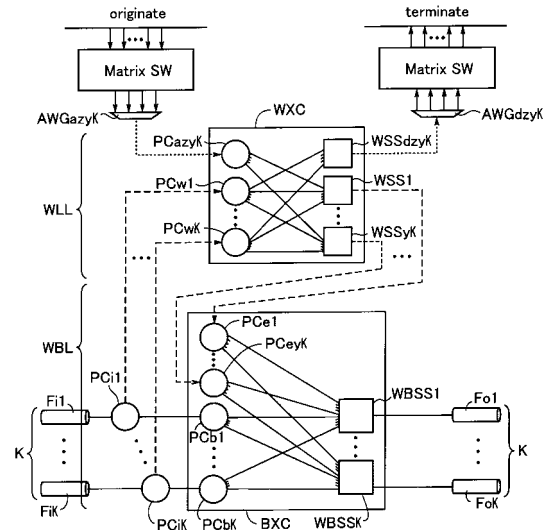 originate
terminate
Matrix SW
Matrix SW
AWGazyK
AWGdzyK
WXC
PCazyK
WSSdzyK
PCw1
WSS1
WLL
PCwK
WSSyK
PCe1
PCeyK
WBL
PCi1
WBSS1
Fi1
Fo1
PCb1
K
K
FiK
FoK
PCiK
PCbK
BXC
WBSSK